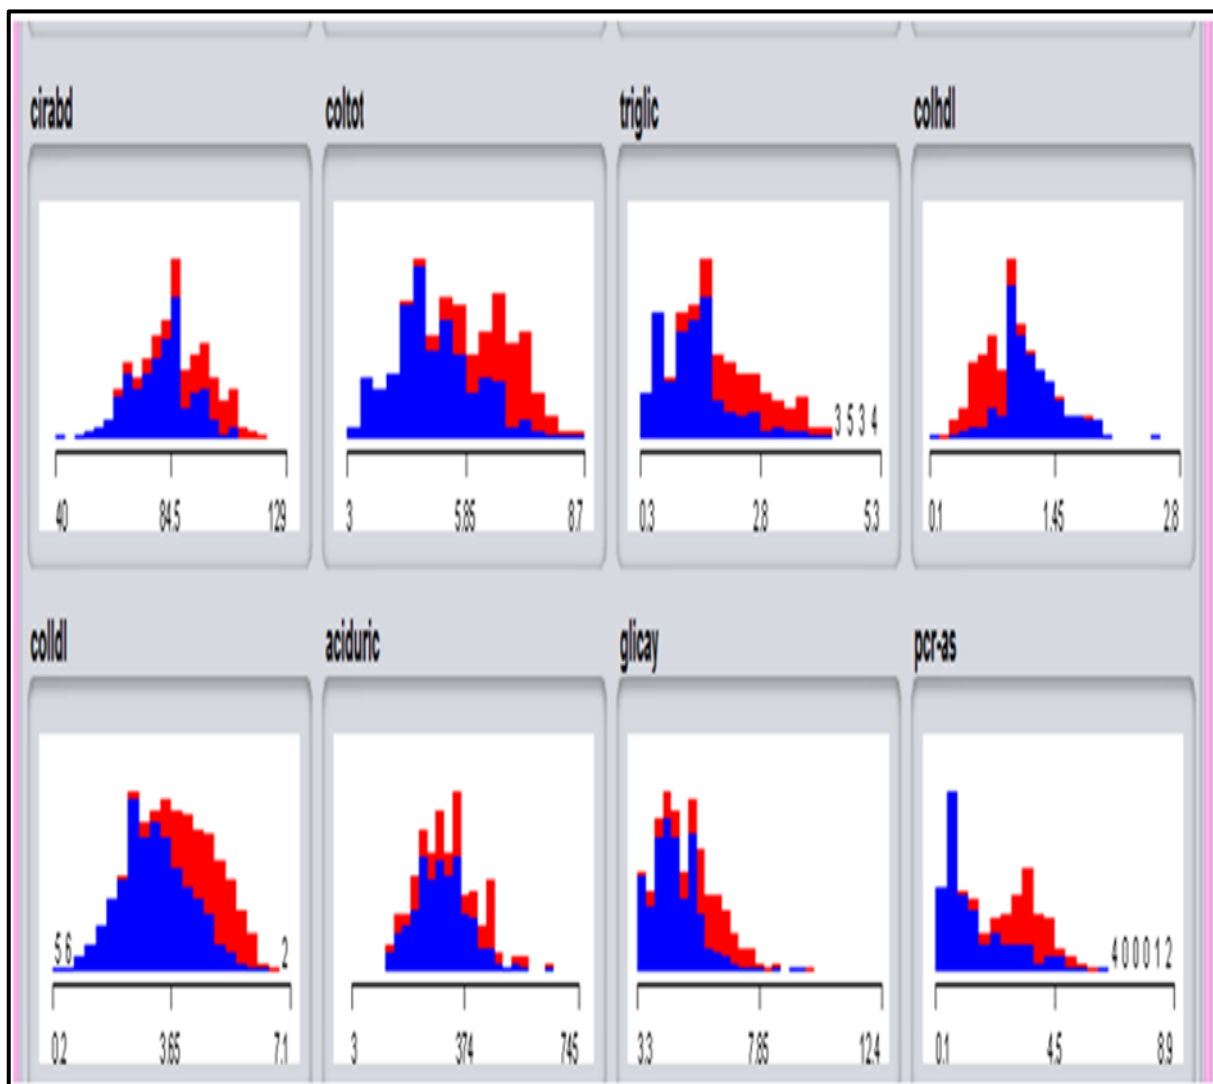 cirabd coltot triglic colhdl
3 5 3 4
40 84.5 129 3 5.85 8.7 0.3 2.8 5.3 0.1 1.45 2.8
colldl aciduric glicay pcr-as
5 6 2 4 0 0 0 1 2
0.2 3.65 7.1 3 374 745 3.3 7.85 12.4 0.1 4.5 8.9